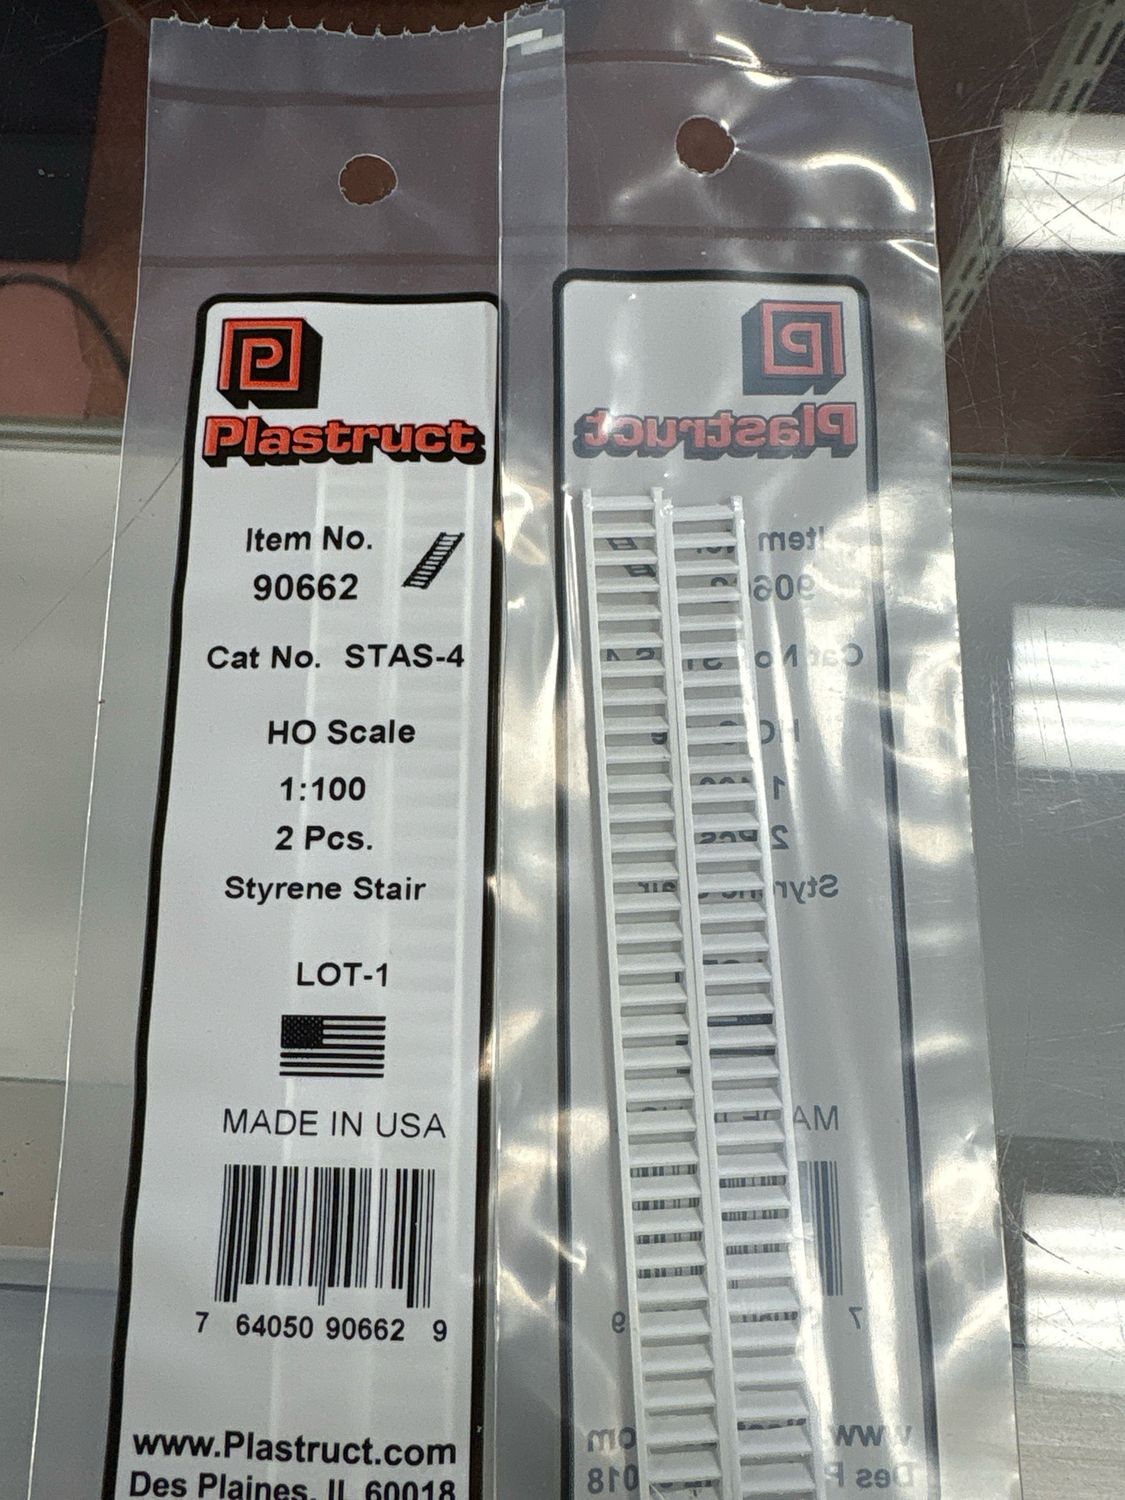 P
Plastruct
Item No.
90662
Cat No. STAS-4
HO Scale
1:100
2 Pcs.
Styrene Stair
LOT-1
MADE IN USA
7 64050 90662 9
www.Plastruct.com
Des Plaines, IL 60018
P
Plastruct